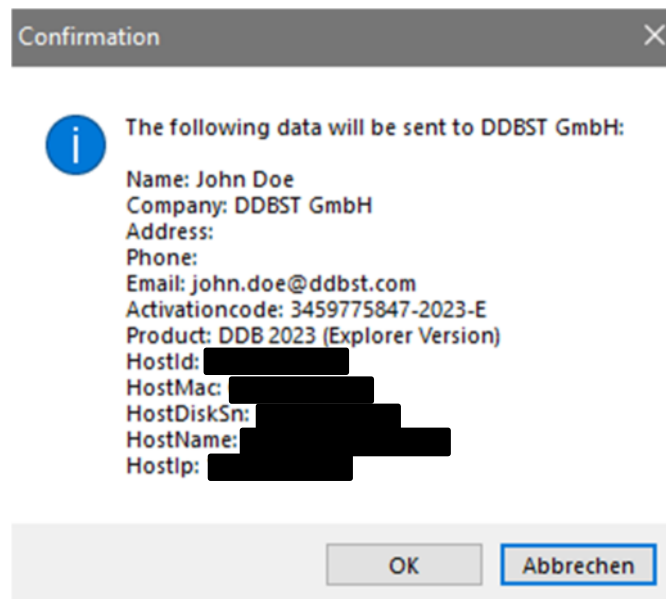 Confirmation
The following data will be sent to DDBST GmbH:
Name: John Doe
Company: DDBST GmbH
Address:
Phone:
Email: john.doe@ddbst.com
Activationcode: 3459775847-2023-E
Product: DDB 2023 (Explorer Version)
HostId:
HostMac:
HostDiskSn:
HostName:
HostIp:
OK
Abbrechen